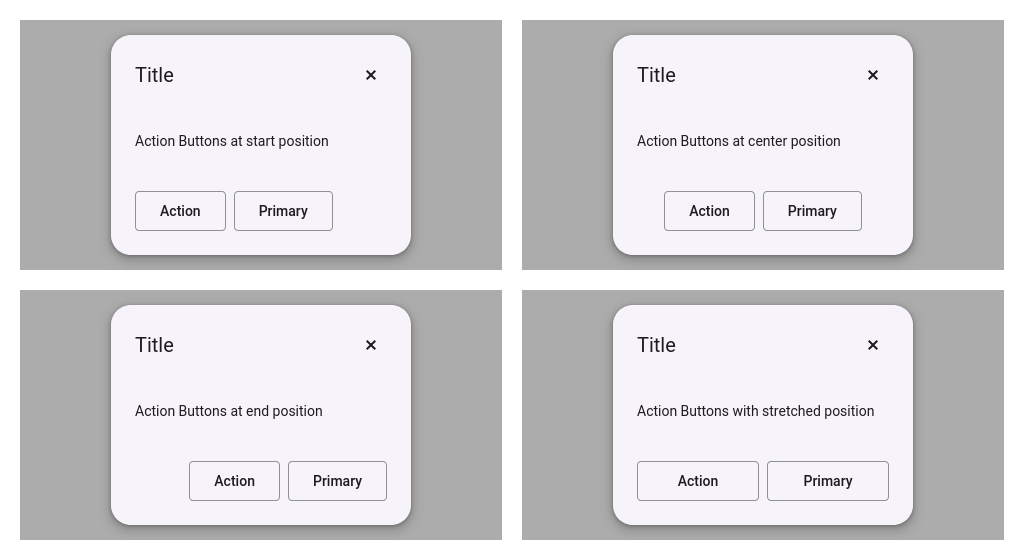 Title
Action Buttons at start position
Action Primary
Title
Action Buttons at center position
Action Primary
Title
Action Buttons at end position
Action Primary
Title
Action Buttons with stretched position
Action Primary